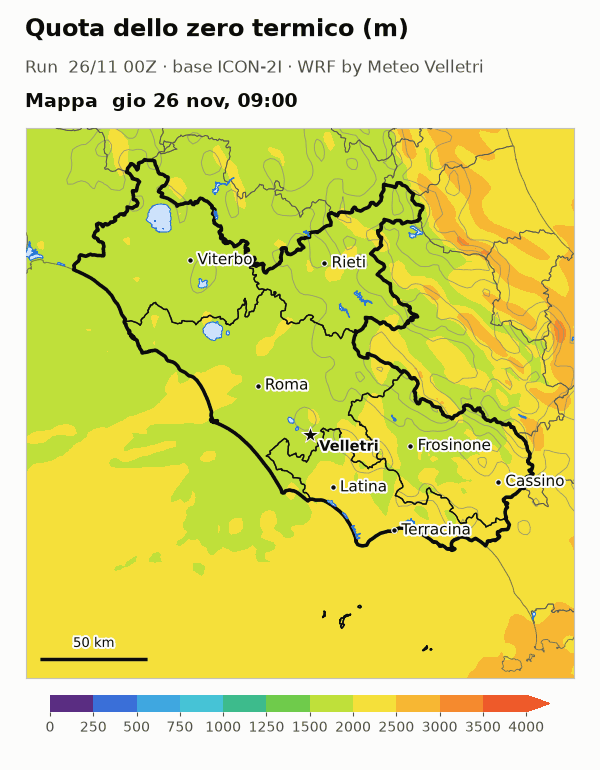 Quota dello zero termico (m)
Run  26/11 00Z · base ICON-2I · WRF by Meteo Velletri
Mappa  gio 26 nov, 09:00
Viterbo
Rieti
Roma
Velletri
Frosinone
Cassino
Latina
Terracina
50 km
0 250 500 750 1000 1250 1500 2000 2500 3000 3500 4000